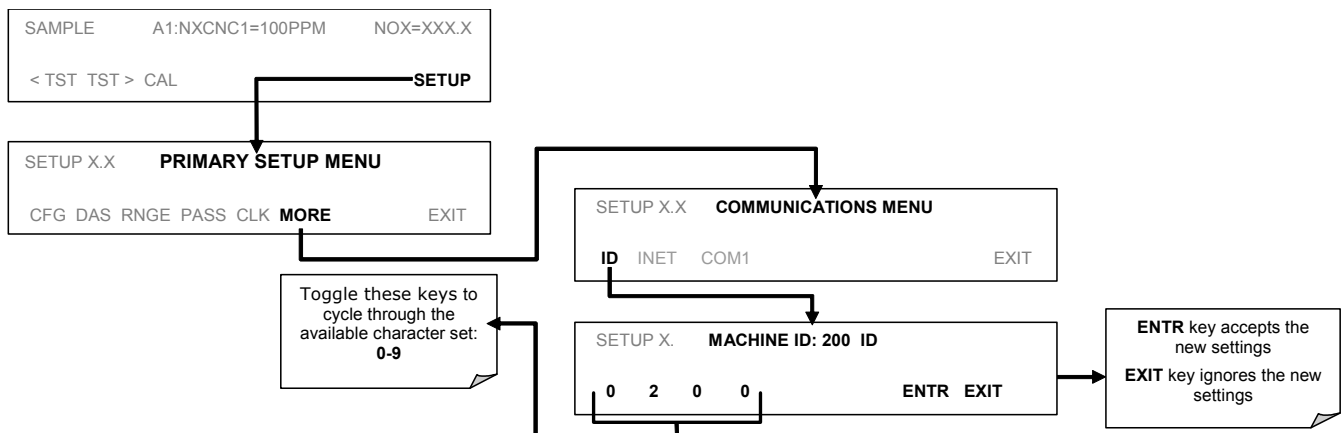 SAMPLE A1:NXCNC1=100PPM NOX=XXX.X
< TST TST > CAL SETUP
SETUP X.X PRIMARY SETUP MENU
CFG DAS RNGE PASS CLK MORE EXIT
SETUP X.X COMMUNICATIONS MENU
ID INET COM1 EXIT
Toggle these keys to
cycle through the
available character set:
0-9
SETUP X. MACHINE ID: 200 ID
0 2 0 0 ENTR EXIT
ENTR key accepts the
new settings
EXIT key ignores the new
settings